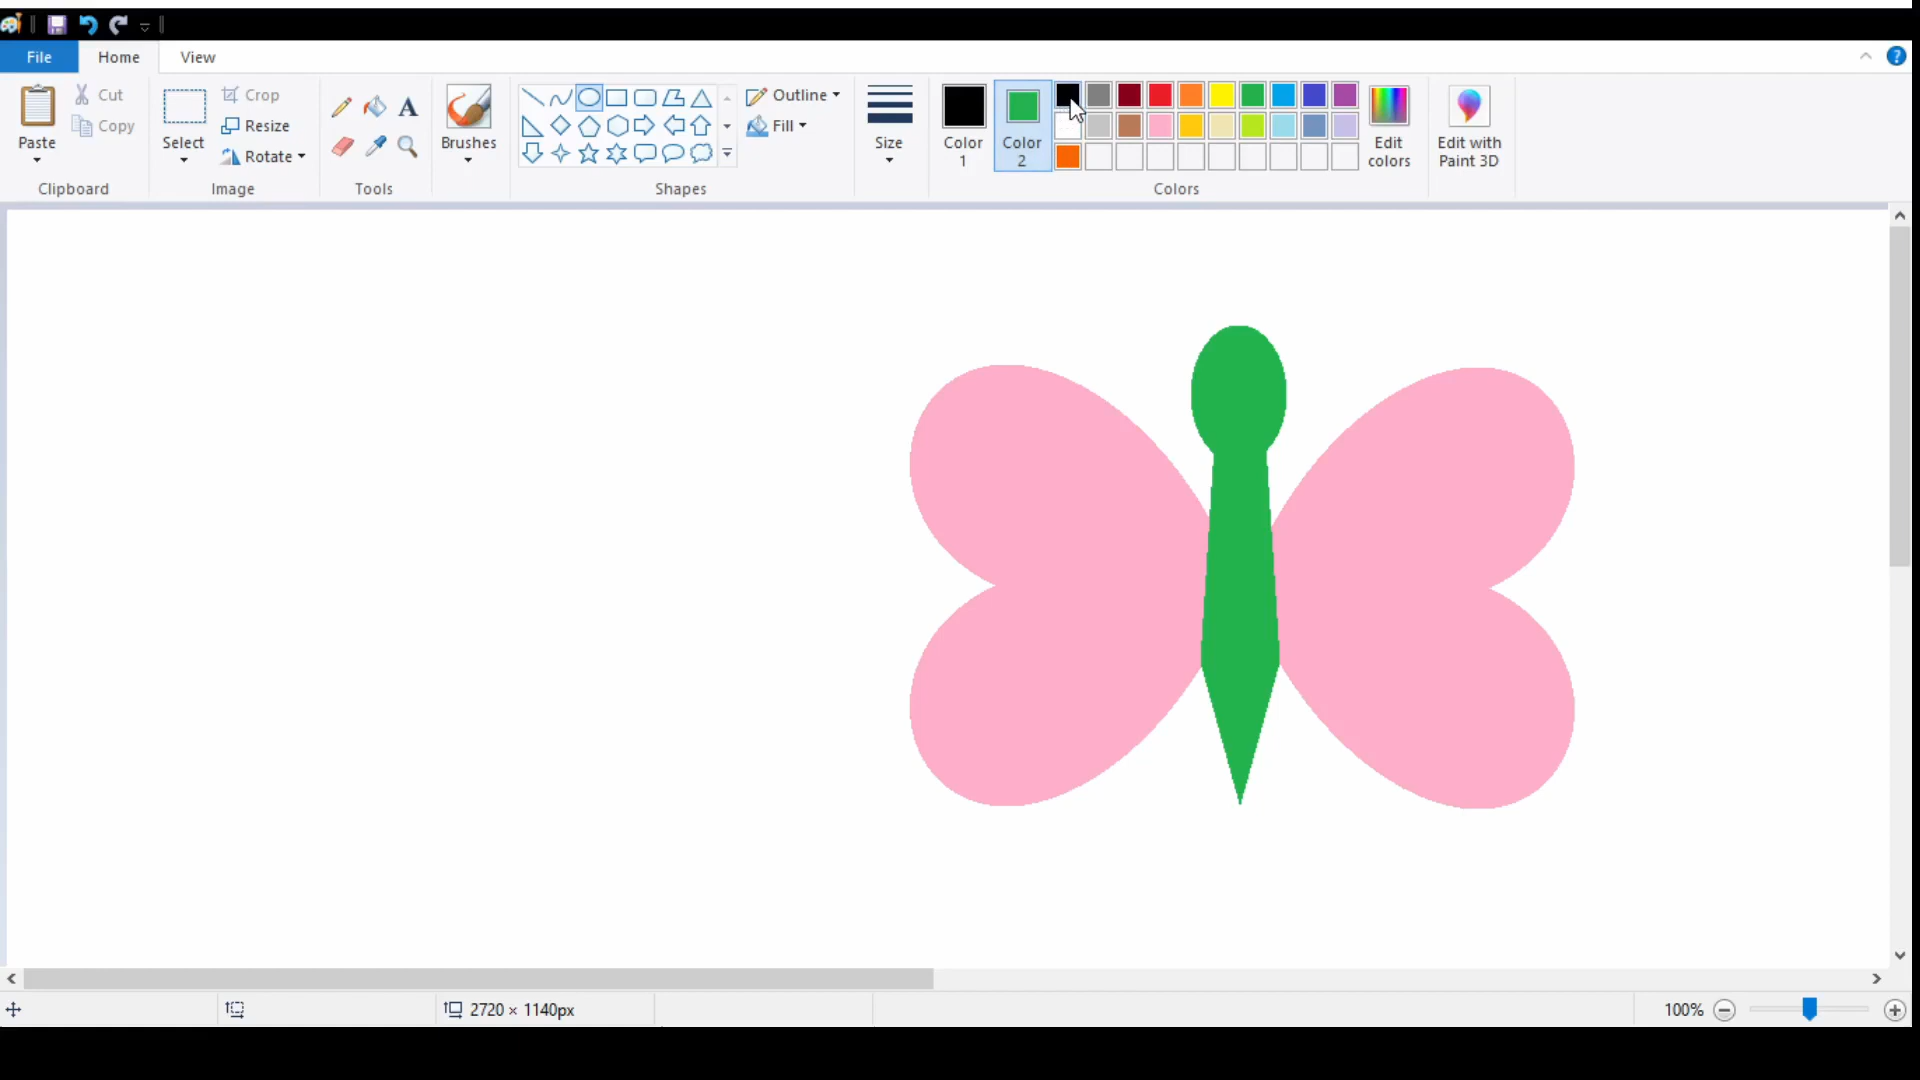 File Home View
Paste
Cut
Copy
Clipboard
Select
Crop
Resize
Rotate
Image
A
Tools
Brushes
Outline
Fill
Shapes
Size
Color
1
Color
2
Edit
colors
Colors
Edit with
Paint 3D
?
2720 × 1140px
100%